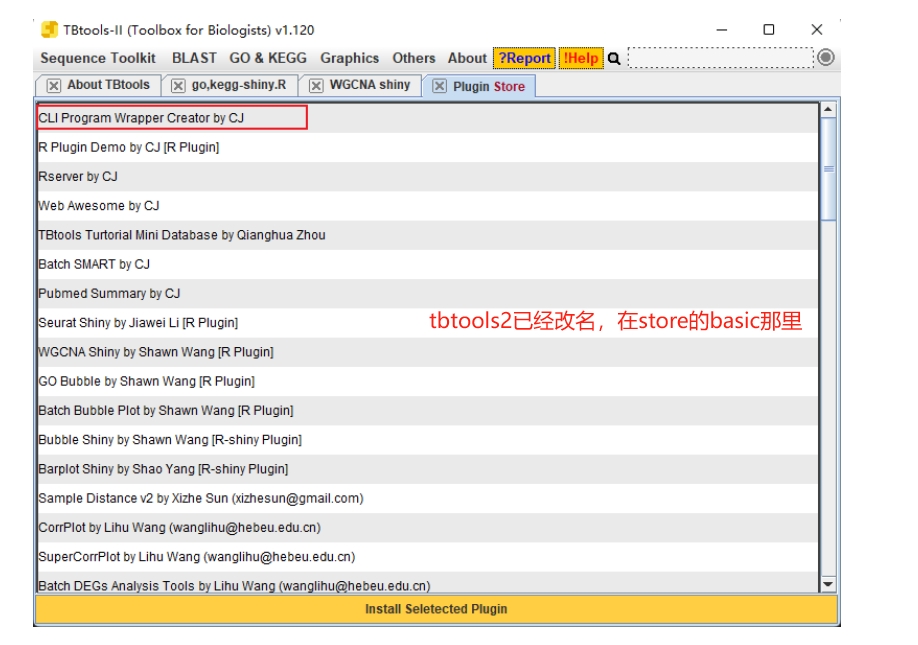 TBtools-II (Toolbox for Biologists) v1.120
Sequence Toolkit BLAST GO & KEGG Graphics Others About ?Report !Help
About TBtools go,kegg-shiny.R WGCNA shiny Plugin Store
CLI Program Wrapper Creator by CJ
R Plugin Demo by CJ [R Plugin]
Rserver by CJ
Web Awesome by CJ
TBtools Turtorial Mini Database by Qianghua Zhou
Batch SMART by CJ
Pubmed Summary by CJ
Seurat Shiny by Jiawei Li [R Plugin]
tbtools2已经改名，在store的basic那里
WGCNA Shiny by Shawn Wang [R Plugin]
GO Bubble by Shawn Wang [R Plugin]
Batch Bubble Plot by Shawn Wang [R Plugin]
Bubble Shiny by Shawn Wang [R-shiny Plugin]
Barplot Shiny by Shao Yang [R-shiny Plugin]
Sample Distance v2 by Xizhe Sun (xizhesun@gmail.com)
CorrPlot by Lihu Wang (wanglihu@hebeu.edu.cn)
SuperCorrPlot by Lihu Wang (wanglihu@hebeu.edu.cn)
Batch DEGs Analysis Tools by Lihu Wang (wanglihu@hebeu.edu.cn)
Install Seletected Plugin